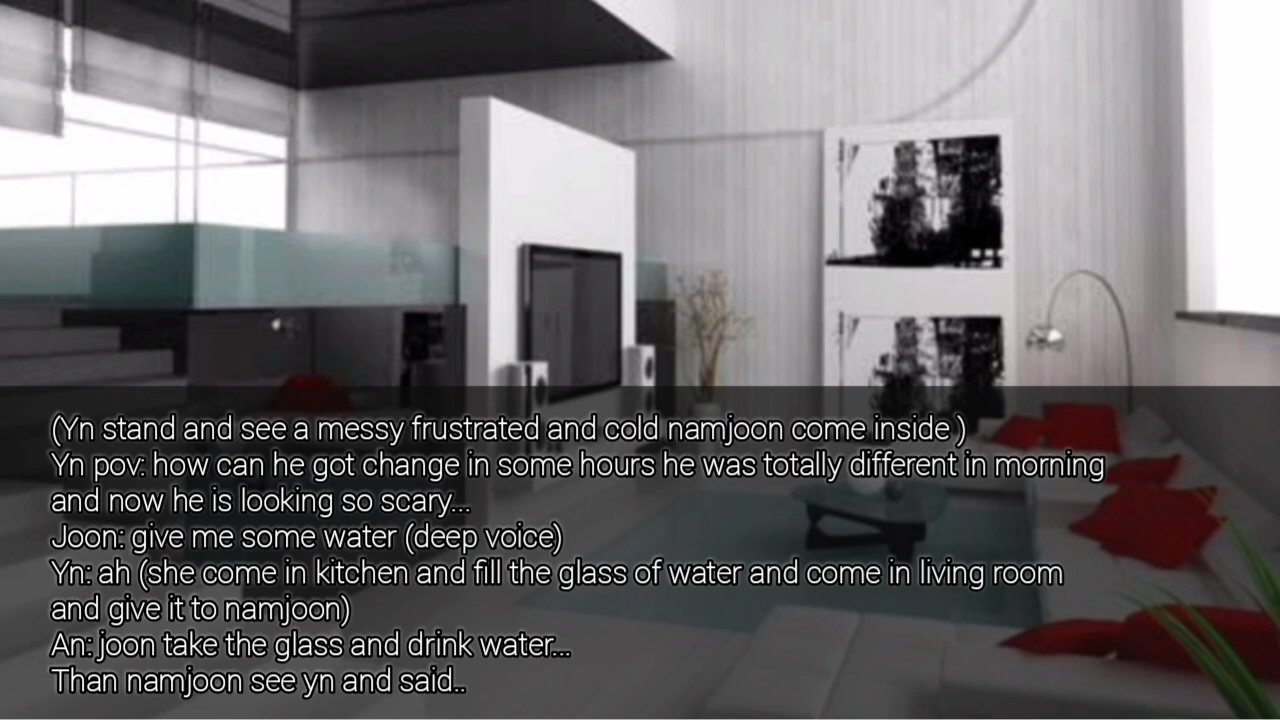 (Yn stand and see a messy frustrated and cold namjoon come inside )
Yn pov: how can he got change in some hours he was totally different in morning
and now he is looking so scary...
Joon: give me some water (deep voice)
Yn: ah (she come in kitchen and fill the glass of water and come in living room
and give it to namjoon)
An: joon take the glass and drink water...
Than namjoon see yn and said..